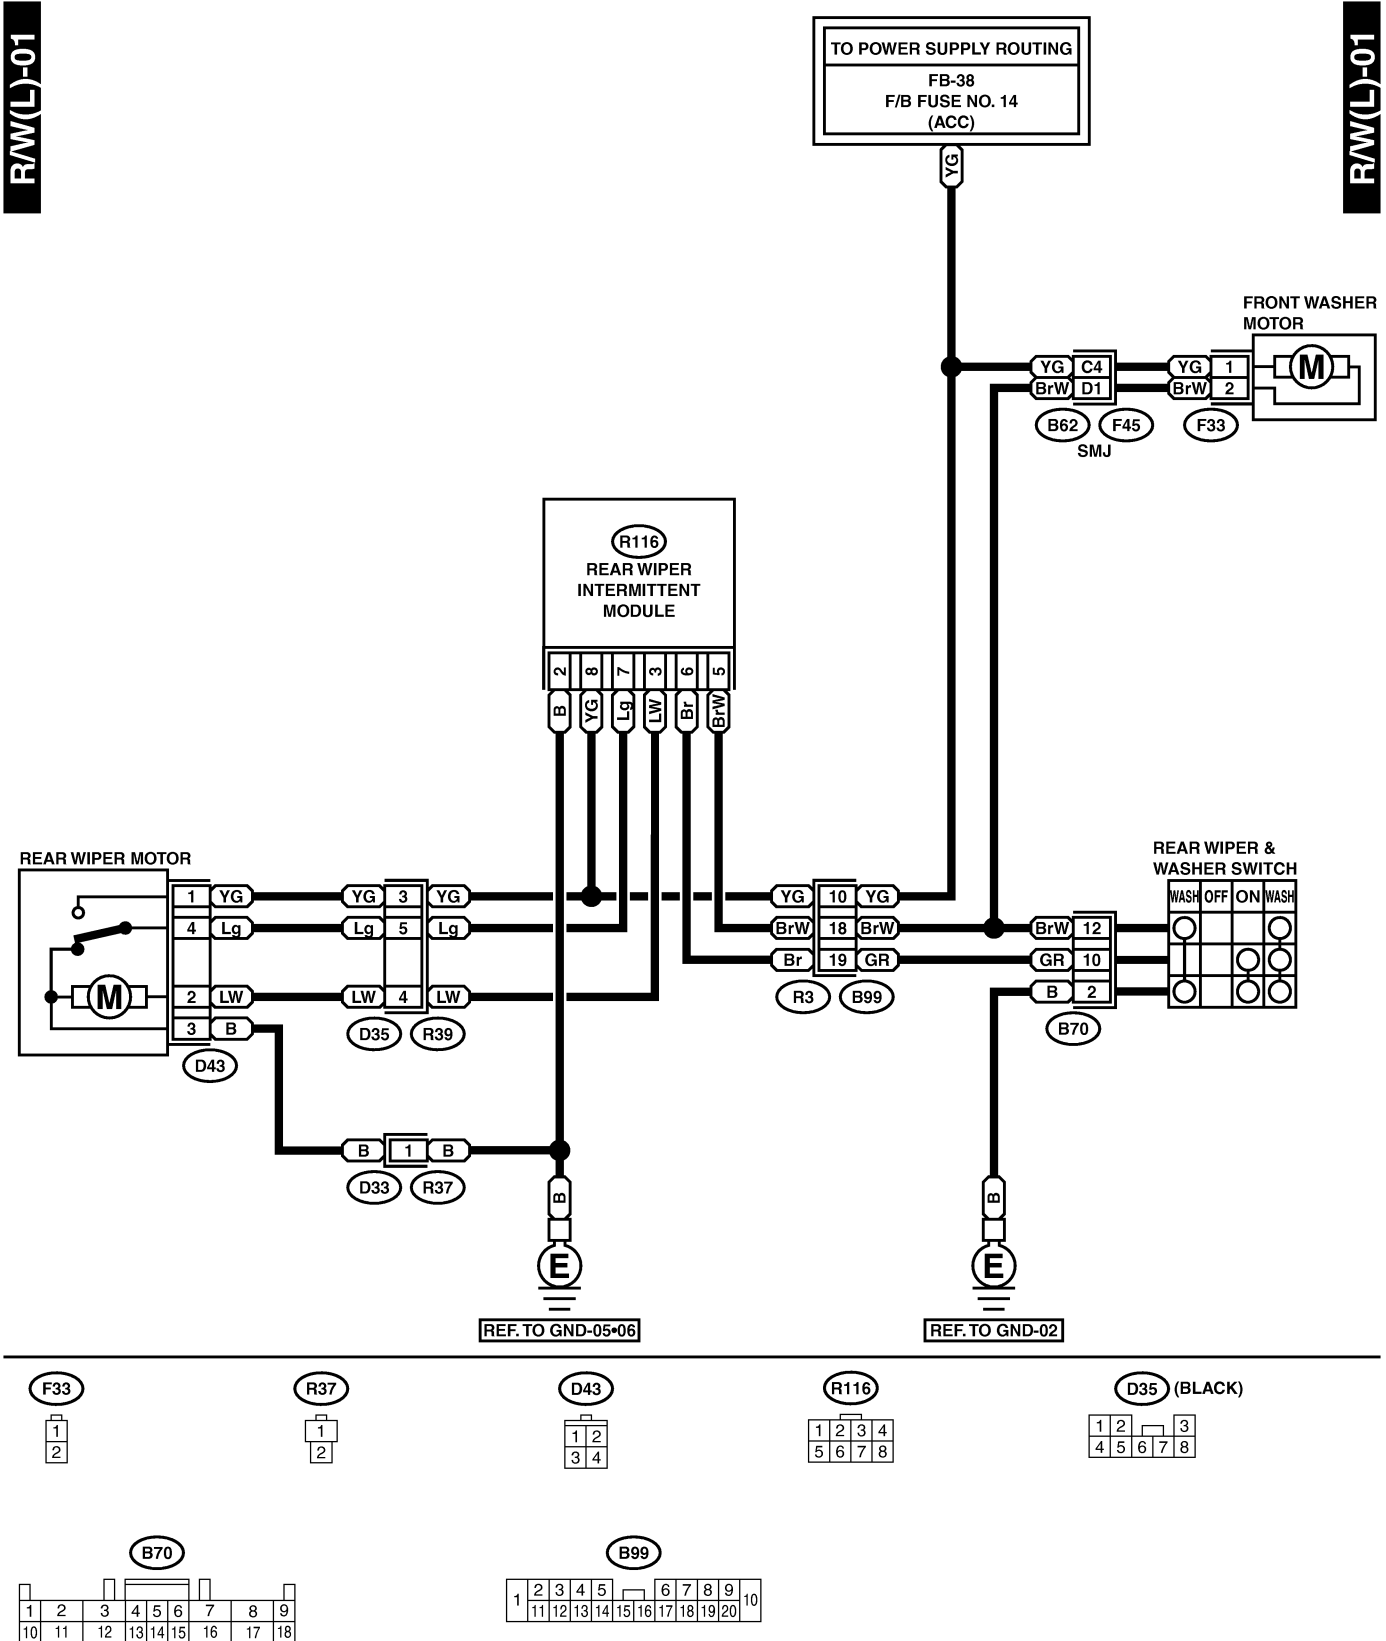 R/W(L)-01
R/W(L)-01
TO POWER SUPPLY ROUTING
FB-38
F/B FUSE NO. 14
(ACC)
YG
FRONT WASHER
MOTOR
YG C4 YG 1
BrW D1 BrW 2
M
B62 F45 F33
SMJ
R116
REAR WIPER
INTERMITTENT
MODULE
2 8 7 3 6 5
B YG Lg LW Br BrW
REAR WIPER MOTOR
REAR WIPER &
WASHER SWITCH
WASH OFF ON WASH
1 YG YG 3 YG YG 10 YG
4 Lg Lg 5 Lg BrW 18 BrW BrW 12
Br 19 GR GR 10
M
2 LW LW 4 LW R3 B99 B 2
3 B D35 R39 B70
D43
B 1 B
D33 R37
B B
E E
REF. TO GND-05•06 REF. TO GND-02
F33 R37 D43 R116 D35 (BLACK)
1 1 1 2 1 2 3 4 1 2 3
2 2 3 4 5 6 7 8 4 5 6 7 8
B70 B99
1 2 3 4 5 6 7 8 9
10 11 12 13 14 15 16 17 18
1 2 3 4 5 6 7 8 9 10
11 12 13 14 15 16 17 18 19 20